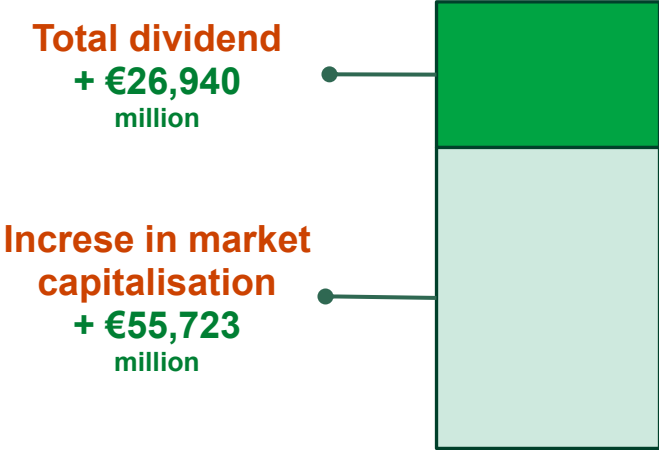 Total dividend
+ €26,940
million
Increse in market
capitalisation
+ €55,723
million